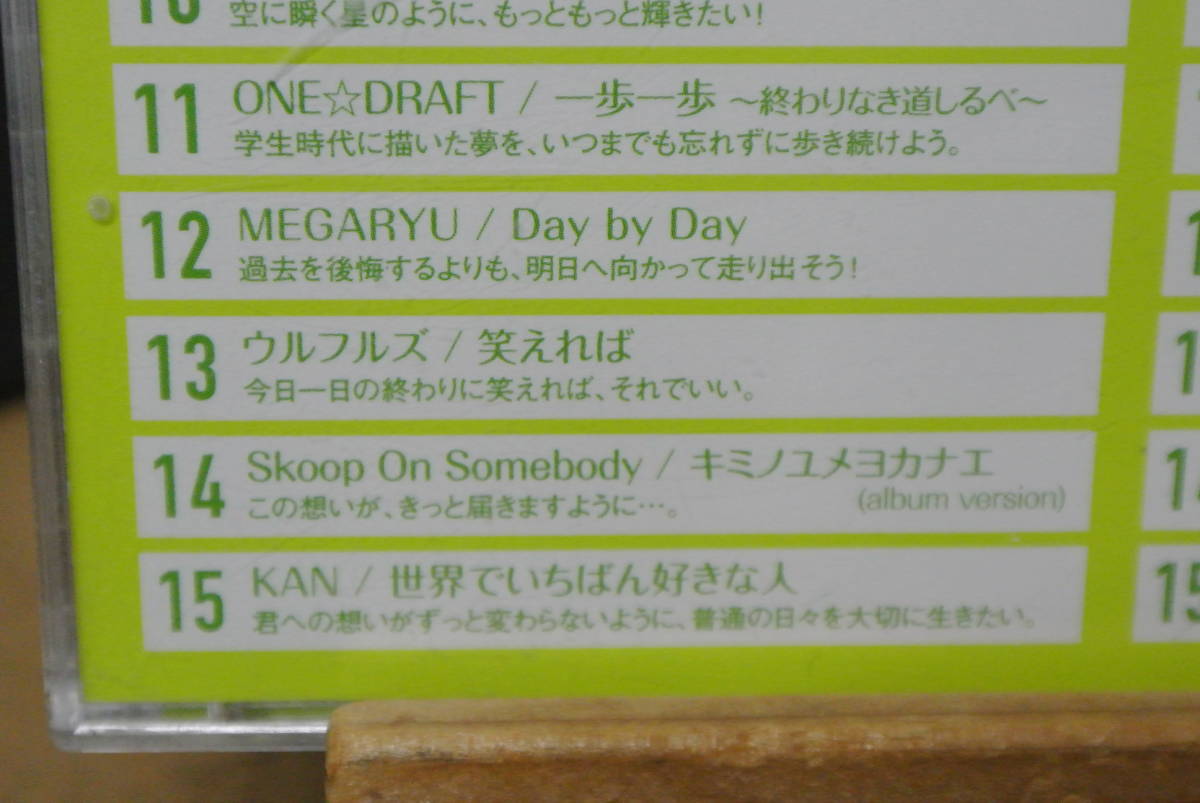 10
空に瞬く星のように、もっともっと輝きたい!
11 ONE☆DRAFT / 一歩一歩 ～終わりなき道しるべ～
学生時代に描いた夢を、いつまでも忘れずに歩き続けよう。
12 MEGARYU / Day by Day
過去を後悔するよりも、明日へ向かって走り出そう!
13 ウルフルズ / 笑えれば
今日一日の終わりに笑えれば、それでいい。
14 Skoop On Somebody / キミノユメヨカナエ
(album version)
この想いが、きっと届きますように…。
15 KAN / 世界でいちばん好きな人
君への想いがずっと変わらないように、普通の日々を大切に生きたい。
15